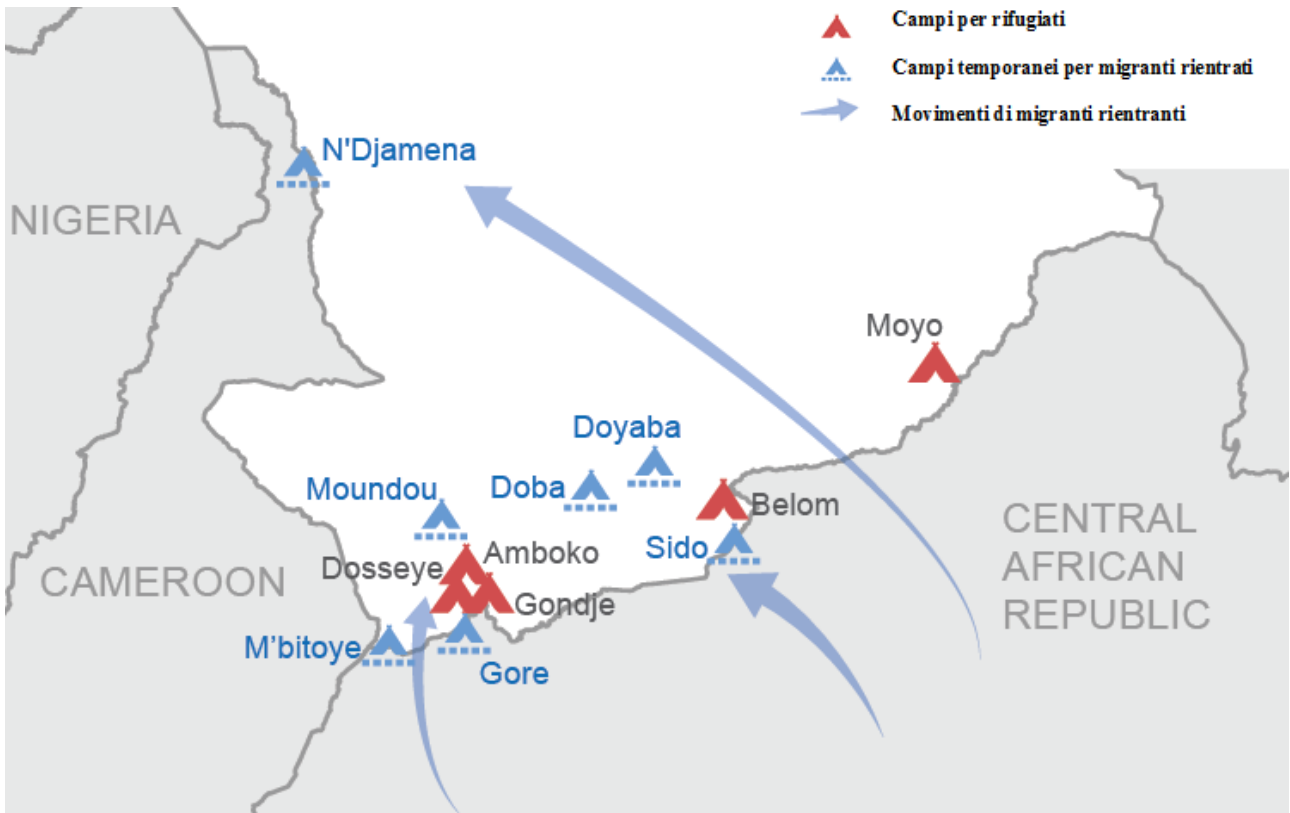 Campi per rifugiati
Campi temporanei per migranti rientrati
Movimenti di migranti rientranti
N'Djamena
NIGERIA
Moyo
Doyaba
Moundou
Doba
Belom
CENTRAL
AFRICAN
REPUBLIC
Sido
Amboko
Dosseye
CAMEROON
Gondje
M'bitoye
Gore